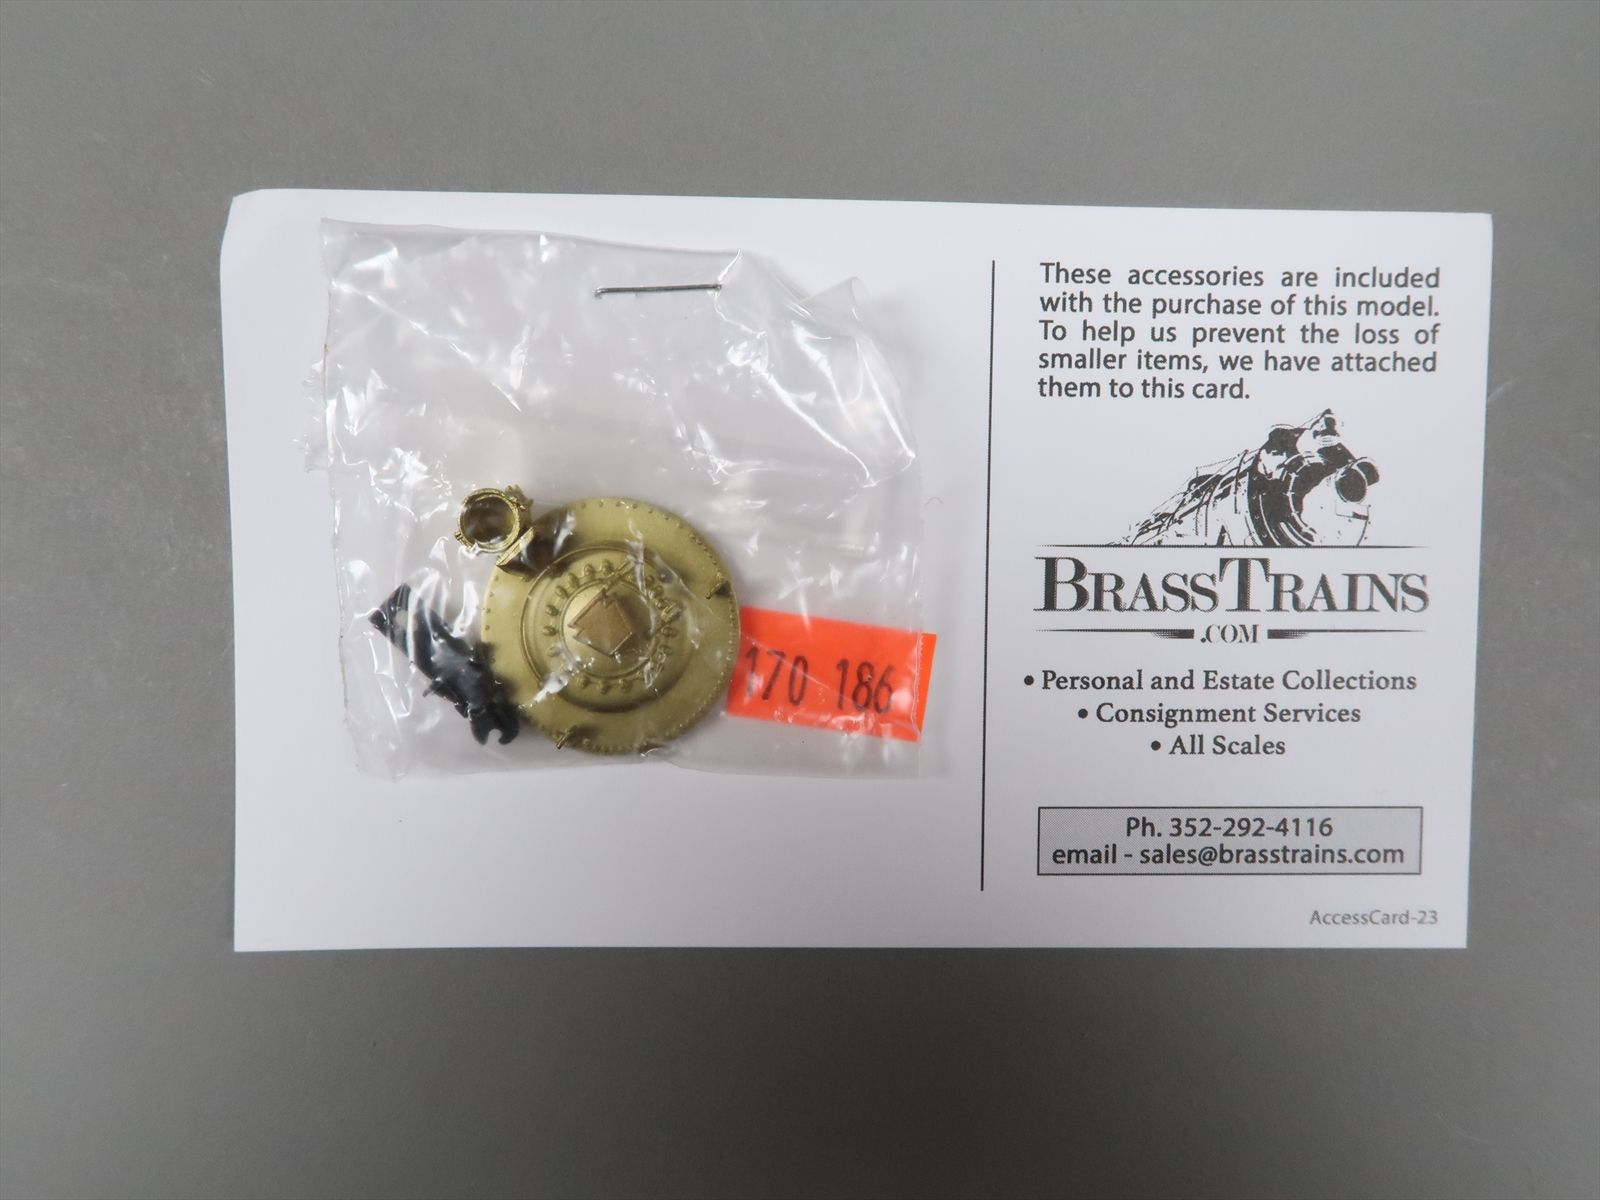 These accessories are included
with the purchase of this model.
To help us prevent the loss of
smaller items, we have attached
them to this card.
BRASSTRAINS
.COM
• Personal and Estate Collections
• Consignment Services
• All Scales
Ph. 352-292-4116
email - sales@brasstrains.com
AccessCard-23
170 186